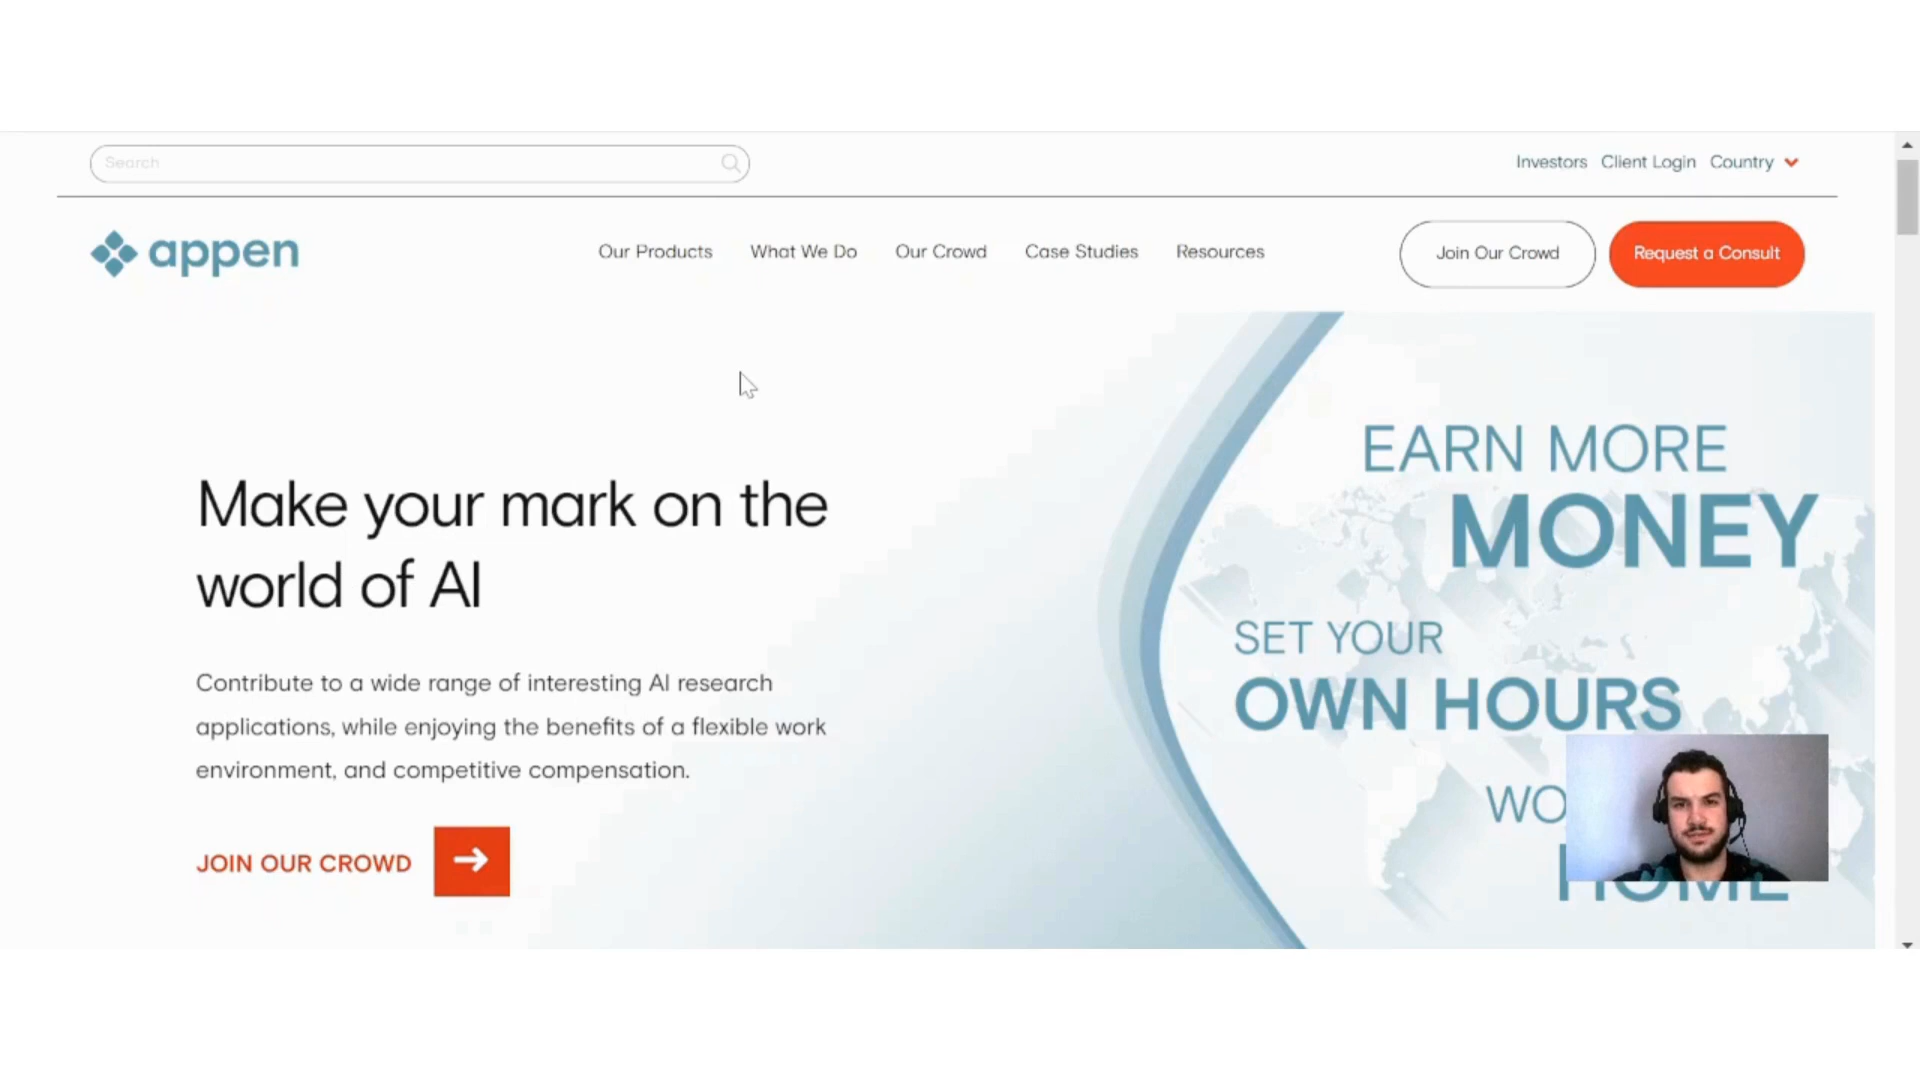 Search
Investors Client Login Country
appen
Our Products What We Do Our Crowd Case Studies Resources
Join Our Crowd
Request a Consult
Make your mark on the
world of AI
Contribute to a wide range of interesting AI research
applications, while enjoying the benefits of a flexible work
environment, and competitive compensation.
JOIN OUR CROWD
EARN MORE
MONEY
SET YOUR
OWN HOURS
WO
HOME